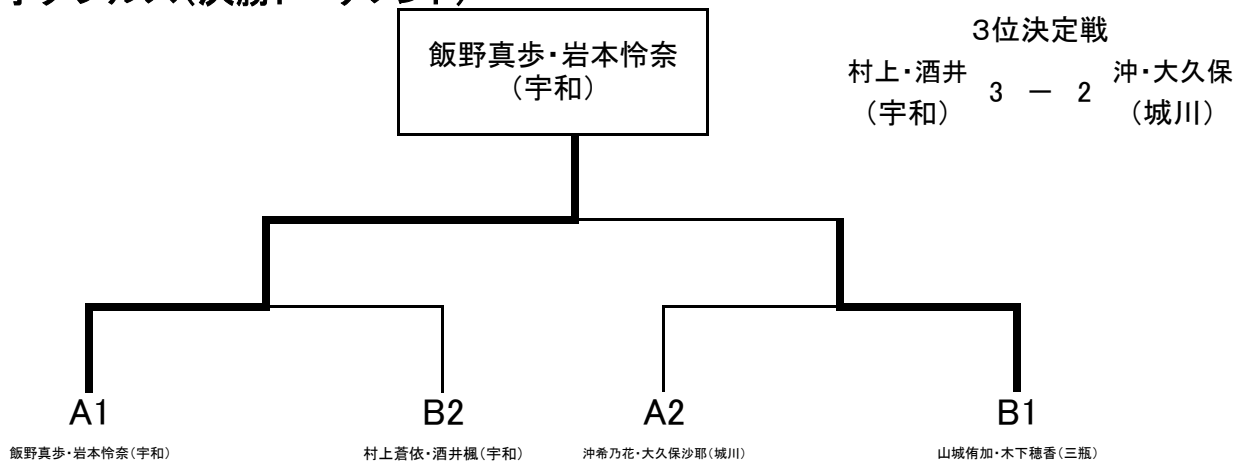 飯野真歩・岩本怜奈
（宇和）
3位決定戦
村上・酒井
（宇和）
3 － 2
沖・大久保
（城川）
A1
B2
A2
B1
飯野真歩・岩本怜奈（宇和）
村上蒼依・酒井楓（宇和）
沖希乃花・大久保沙耶（城川）
山城侑加・木下穂香（三瓶）